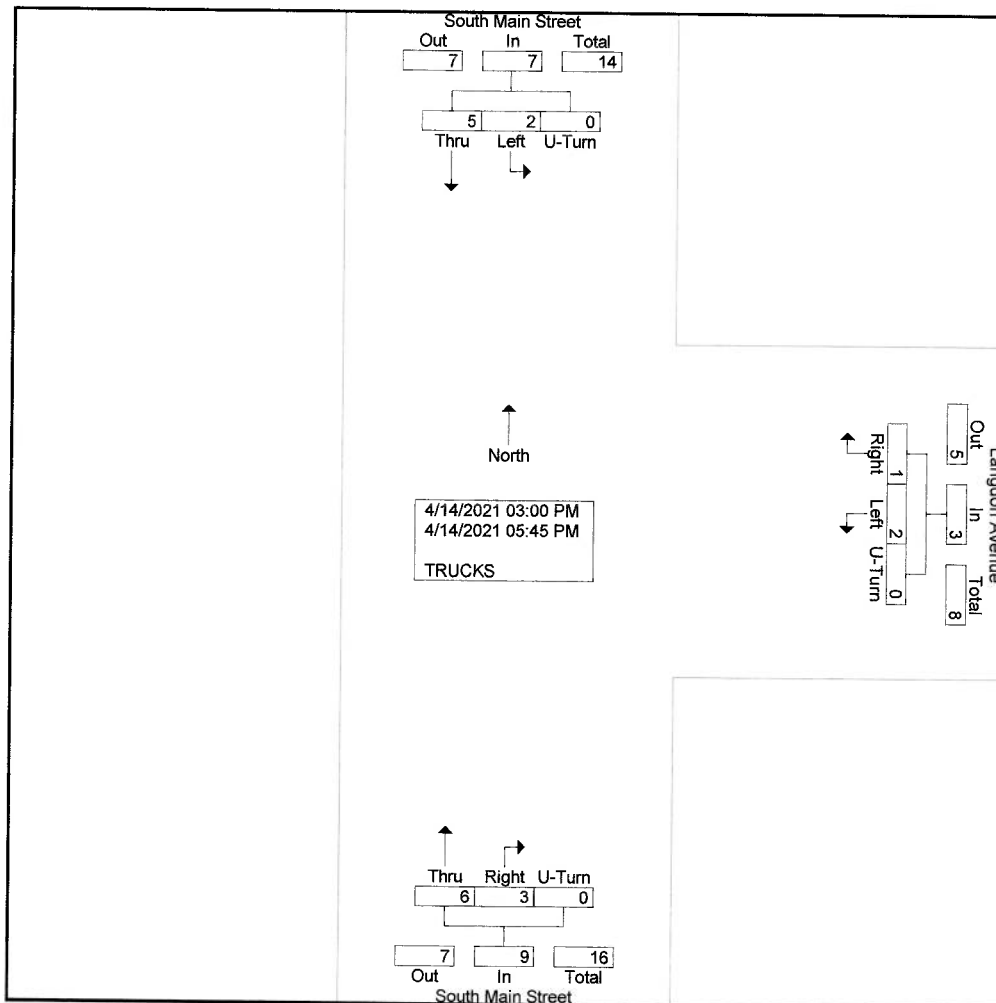 South Main Street
Out In Total
7 7 14
5 2 0
Thru Left U-Turn
North
4/14/2021 03:00 PM
4/14/2021 05:45 PM
TRUCKS
Langdon Avenue
Out In Total
5 3 8
1 2 0
Right Left U-Turn
Thru Right U-Turn
6 3 0
7 9 16
Out In Total
South Main Street